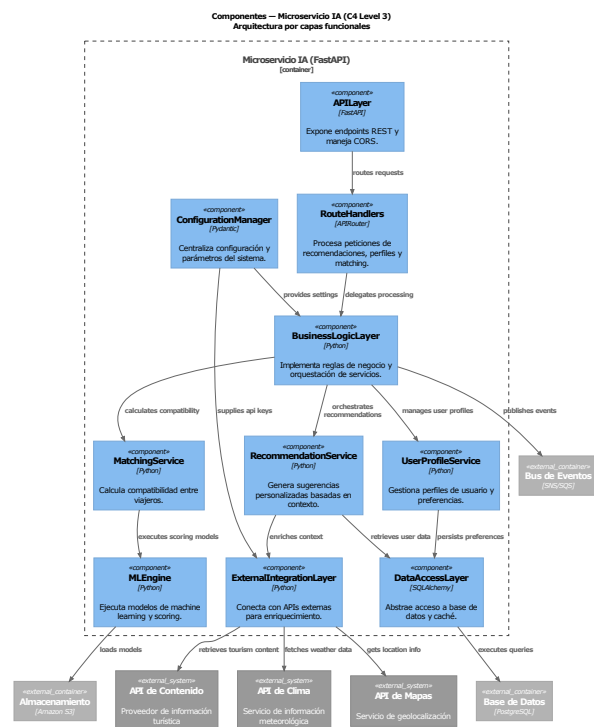 Componentes — Microservicio IA (C4 Level 3)
Arquitectura por capas funcionales
Microservicio IA (FastAPI)
[container]
«component»
APILayer
[FastAPI]
Expone endpoints REST y
maneja CORS.
routes requests
«component»
ConfigurationManager
[Pydantic]
Centraliza configuración y
parámetros del sistema.
«component»
RouteHandlers
[APIRouter]
Procesa peticiones de
recomendaciones, perfiles y
matching.
provides settings
delegates processing
«component»
BusinessLogicLayer
[Python]
Implementa reglas de negocio y
orquestación de servicios.
calculates compatibility
supplies api keys
orchestrates
recommendations
manages user profiles
publishes events
«component»
MatchingService
[Python]
Calcula compatibilidad entre
viajeros.
«component»
RecommendationService
[Python]
Genera sugerencias
personalizadas basadas en
contexto.
«component»
UserProfileService
[Python]
Gestiona perfiles de usuario y
preferencias.
«external_container»
Bus de Eventos
[SNS/SQS]
executes scoring models
enriches context
retrieves user data
persists preferences
«component»
MLEngine
[Python]
Ejecuta modelos de machine
learning y scoring.
«component»
ExternalIntegrationLayer
[Python]
Conecta con APIs externas
para enriquecimiento.
«component»
DataAccessLayer
[SQLAlchemy]
Abstrae acceso a base de
datos y caché.
loads models
retrieves tourism content
fetches weather data
gets location info
executes queries
«external_container»
Almacenamiento
[Amazon S3]
«external_system»
API de Contenido
Proveedor de información
turística
«external_system»
API de Clima
Servicio de información
meteorológica
«external_system»
API de Mapas
Servicio de geolocalización
«external_container»
Base de Datos
[PostgreSQL]